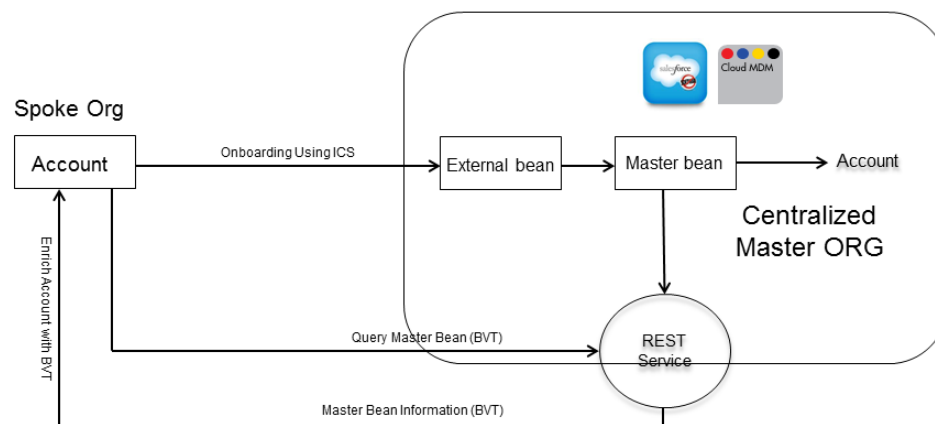 salesforce
Cloud MDM
Spoke Org
Account
Onboarding Using ICS
External bean
Master bean
Account
Centralized
Master ORG
Enrich Account with BVT
Query Master Bean (BVT)
REST
Service
Master Bean Information (BVT)